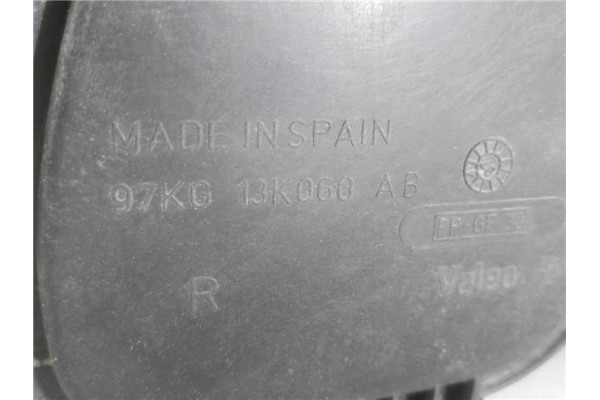 MADE IN SPAIN
97KG 13K060 AB
R
Valeo